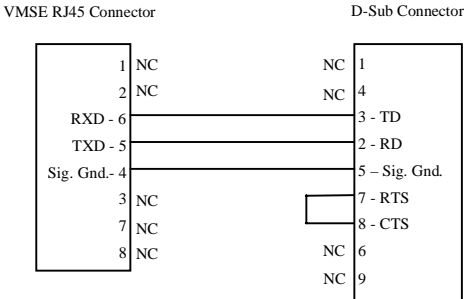 VMSE RJ45 Connector D-Sub Connector
1 NC NC 1
2 NC NC 4
RXD - 6 3 - TD
TXD - 5 2 - RD
Sig. Gnd.- 4 5 – Sig. Gnd.
3 NC 7 - RTS
7 NC 8 - CTS
8 NC NC 6
NC 9